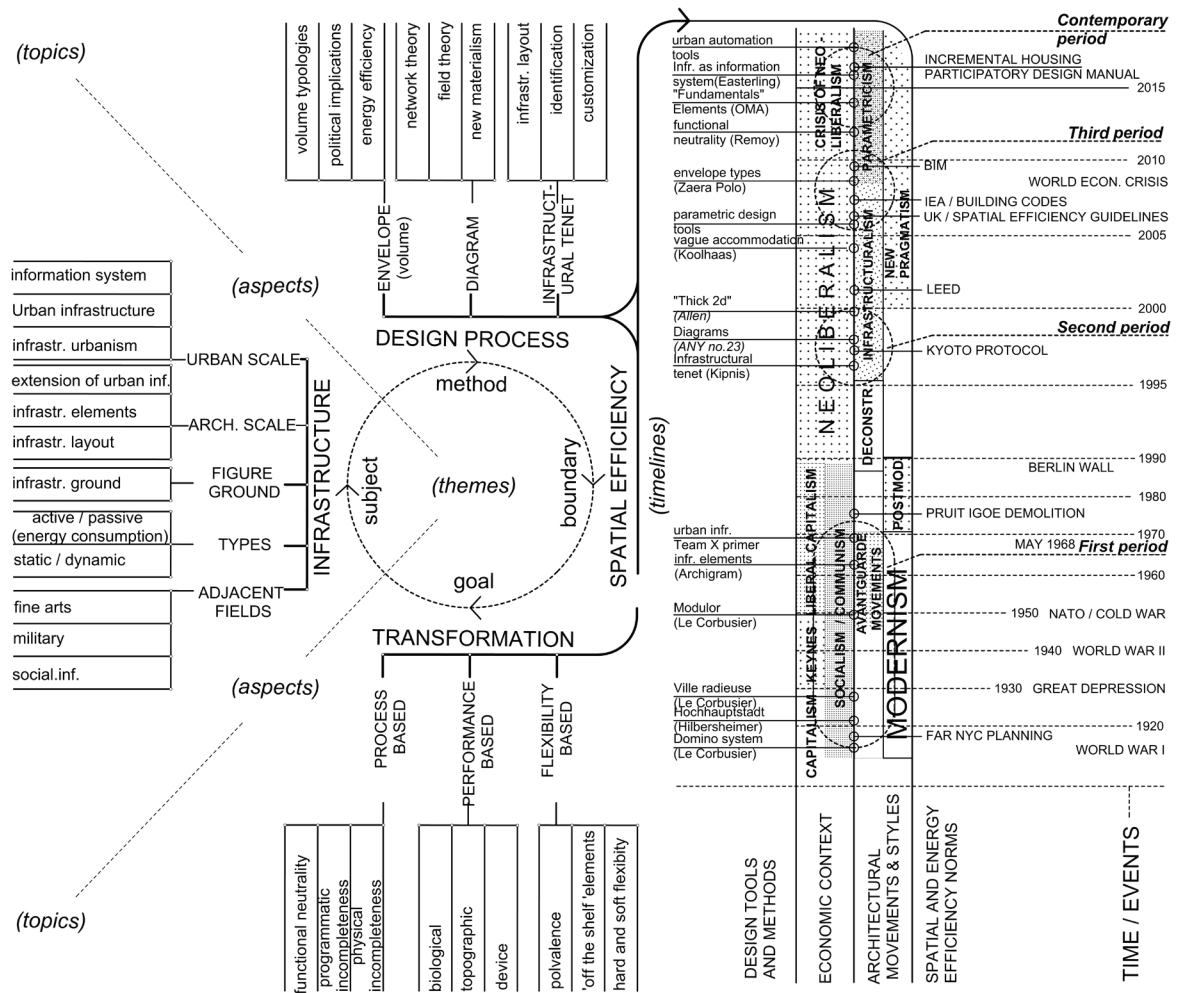 (topics)
volume typologies
political implications
energy efficiency
network theory
field theory
new materialism
infrastr. layout
identification
customization
ENVELOPE
(volume)
DIAGRAM
INFRASTRUCT-
URAL TENET
(aspects)
DESIGN PROCESS
method
information system
Urban infrastructure
infrastr. urbanism
extension of urban inf.
infrastr. elements
infrastr. layout
infrastr. ground
active / passive
(energy consumption)
static / dynamic
fine arts
military
social.inf.
URBAN SCALE
ARCH. SCALE
FIGURE
GROUND
TYPES
ADJACENT
FIELDS
INFRASTRUCTURE
subject
(themes)
boundary
SPATIAL EFFICIENCY
(timelines)
goal
TRANSFORMATION
(aspects)
PROCESS
BASED
PERFORMANCE
BASED
FLEXIBILITY
BASED
functional neutrality
programmatic
incompleteness
physical
incompleteness
biological
topographic
device
polvalence
'off the shelf 'elements
hard and soft flexibity
(topics)
urban automation
tools
Infr. as information
system(Easterling)
"Fundamentals"
Elements (OMA)
functional
neutrality (Remoy)
envelope types
(Zaera Polo)
parametric design
tools
vague accommodation
(Koolhaas)
"Thick 2d"
(Allen)
Diagrams
(ANY no.23)
Infrastructural
tenet (Kipnis)
urban infr.
Team X primer
infr. elements
(Archigram)
Modulor
(Le Corbusier)
Ville radieuse
(Le Corbusier)
Hochhauptstadt
(Hilbersheimer)
Domino system
(Le Corbusier)
CRISIS OF NEO -
LIBERALISM
NEOLIBERALISM
CAPITALISM KEYNES LIBERAL CAPITALISM
SOCIALISM / COMMUNISM
PARAMETRICISM
INFRASTRUCTURALISM
NEW
PRAGMATISM
DECONSTR.
POSTMOD
AVANTGUARDE
MOVEMENTS
MODERNISM
Contemporary
period
INCREMENTAL HOUSING
PARTICIPATORY DESIGN MANUAL
2015
Third period
2010
BIM
WORLD ECON. CRISIS
IEA / BUILDING CODES
UK / SPATIAL EFFICIENCY GUIDELINES
2005
LEED
2000
Second period
KYOTO PROTOCOL
1995
1990
BERLIN WALL
1980
PRUIT IGOE DEMOLITION
1970
MAY 1968 First period
1960
1950 NATO / COLD WAR
1940 WORLD WAR II
1930 GREAT DEPRESSION
1920
FAR NYC PLANNING
WORLD WAR I
DESIGN TOOLS
AND METHODS
ECONOMIC CONTEXT
ARCHITECTURAL
MOVEMENTS & STYLES
SPATIAL AND ENERGY
EFFICIENCY NORMS
TIME / EVENTS